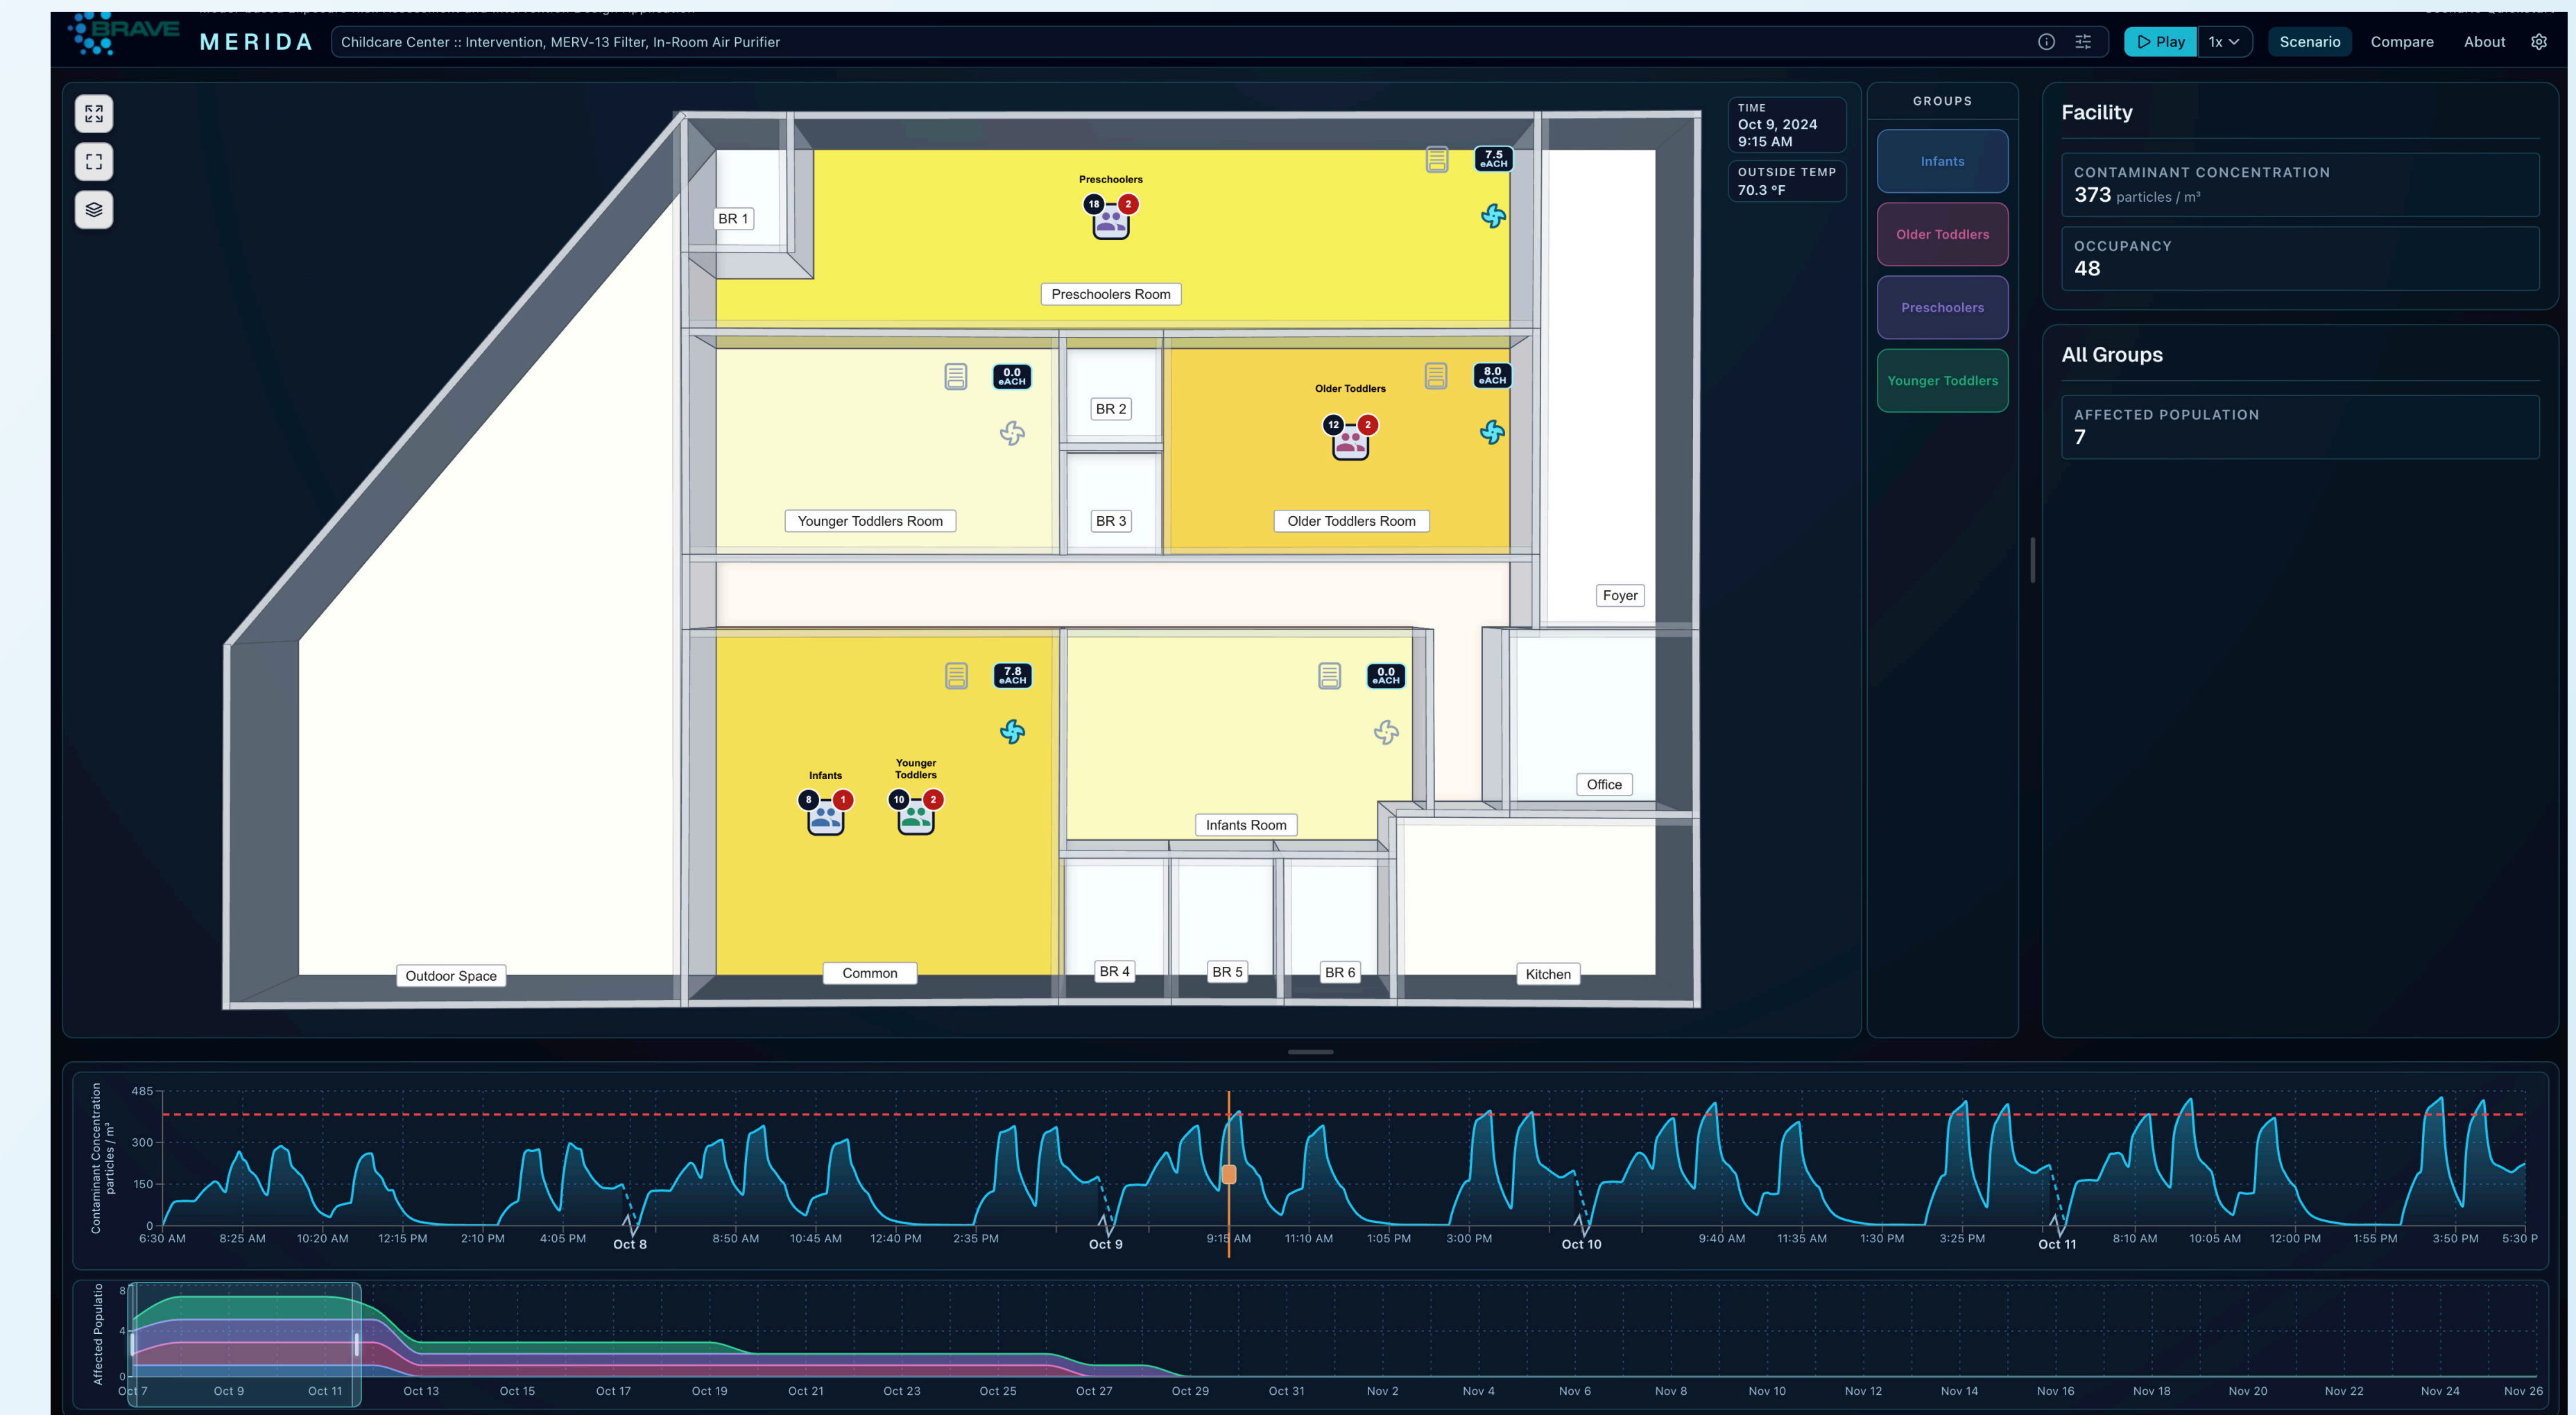 BRAVE
MERIDA
Childcare Center :: Intervention, MERV-13 Filter, In-Room Air Purifier
Play
1x
Scenario
Compare
About
TIME
Oct 9, 2024
9:15 AM
OUTSIDE TEMP
70.3 °F
GROUPS
Infants
Older Toddlers
Preschoolers
Younger Toddlers
Facility
CONTAMINANT CONCENTRATION
373 particles / m³
OCCUPANCY
48
All Groups
AFFECTED POPULATION
7
BR 1
Preschoolers
18 2
Preschoolers Room
7.5
eACH
0.0
eACH
Younger Toddlers Room
BR 2
BR 3
Older Toddlers
12 2
8.0
eACH
Older Toddlers Room
Foyer
7.8
eACH
Infants
8 1
Younger
Toddlers
10 2
Common
0.0
eACH
Infants Room
Office
Outdoor Space
BR 4
BR 5
BR 6
Kitchen
Contaminant Concentration
particles / m³
485
300
150
0
6:30 AM 8:25 AM 10:20 AM 12:15 PM 2:10 PM 4:05 PM Oct 8 8:50 AM 10:45 AM 12:40 PM 2:35 PM Oct 9 9:15 AM 11:10 AM 1:05 PM 3:00 PM Oct 10 9:40 AM 11:35 AM 1:30 PM 3:25 PM Oct 11 8:10 AM 10:05 AM 12:00 PM 1:55 PM 3:50 PM 5:30 P
Affected Populatio
8
4
0
Oct 7 Oct 9 Oct 11 Oct 13 Oct 15 Oct 17 Oct 19 Oct 21 Oct 23 Oct 25 Oct 27 Oct 29 Oct 31 Nov 2 Nov 4 Nov 6 Nov 8 Nov 10 Nov 12 Nov 14 Nov 16 Nov 18 Nov 20 Nov 22 Nov 24 Nov 26